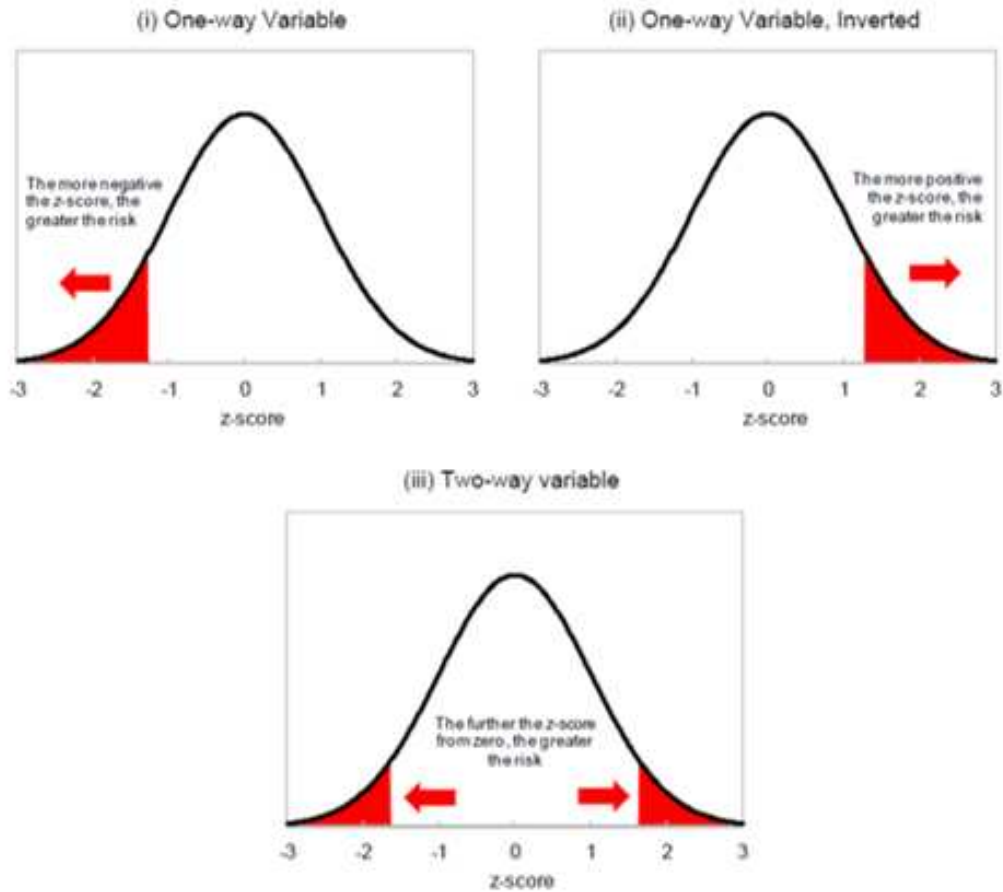 (i) One-way Variable
The more negative
the z-score, the
greater the risk
-3 -2 -1 0 1 2 3
z-score
(ii) One-way Variable, Inverted
The more positive
the z-score, the
greater the risk
-3 -2 -1 0 1 2 3
z-score
(iii) Two-way variable
The further the z-score
from zero, the greater
the risk
-3 -2 -1 0 1 2 3
z-score